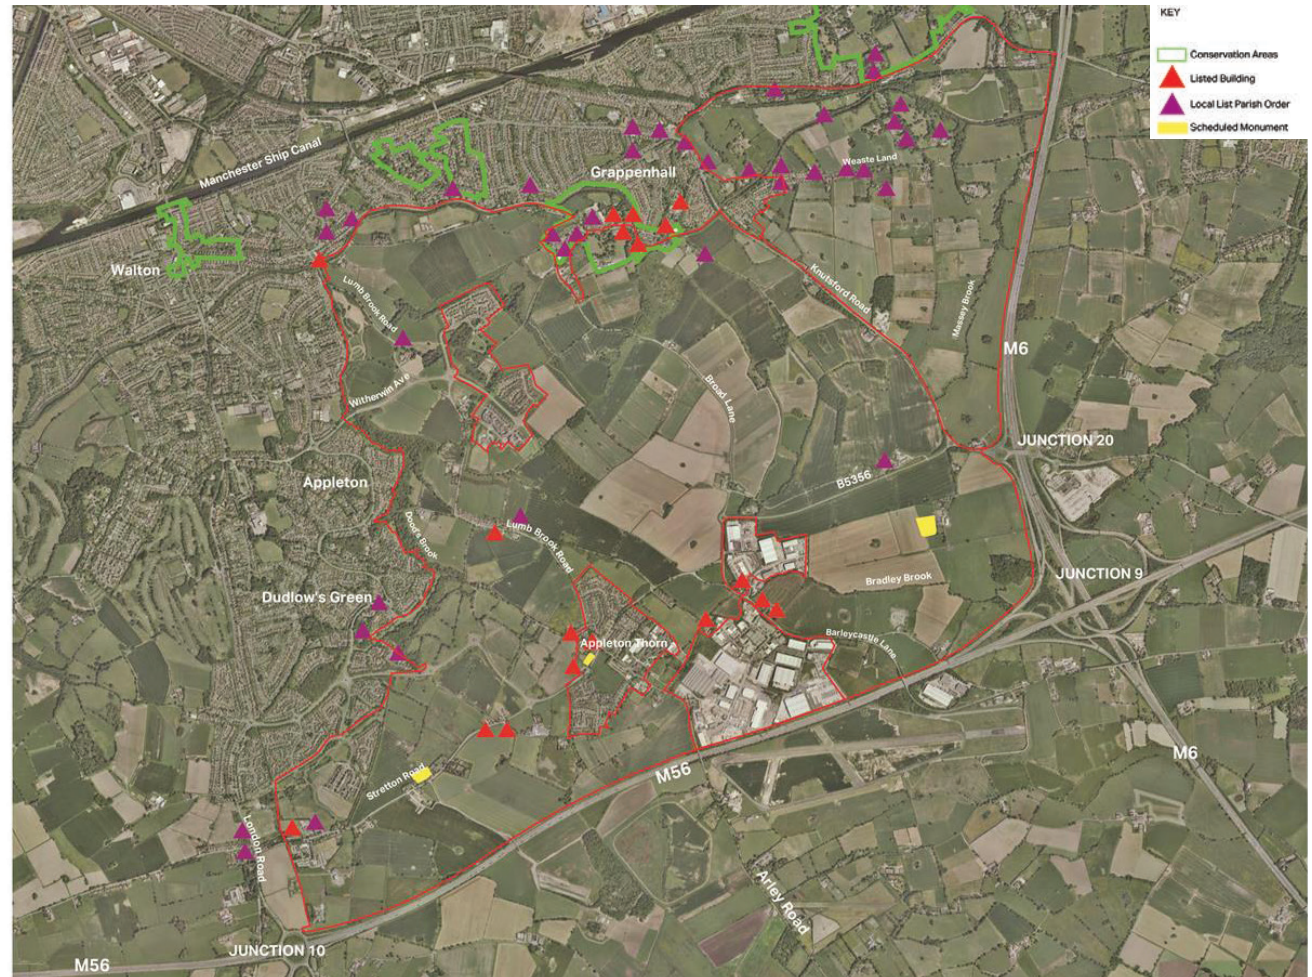 KEY
Conservation Areas
Listed Building
Local List Parish Order
Scheduled Monument
Manchester Ship Canal
Grappenhall
Weaste Land
Walton
Lumb Brook Road
Knutsford Road
Massey Brook
M6
Witherwin Ave
Broad Lane
JUNCTION 20
Appleton
B5356
Dood's Brook
Lumb Brook Road
JUNCTION 9
Bradley Brook
Dudlow's Green
Appleton Thorn
Barleycastle Lane
M6
M56
Stretton Road
London Road
Arley Road
JUNCTION 10
M56